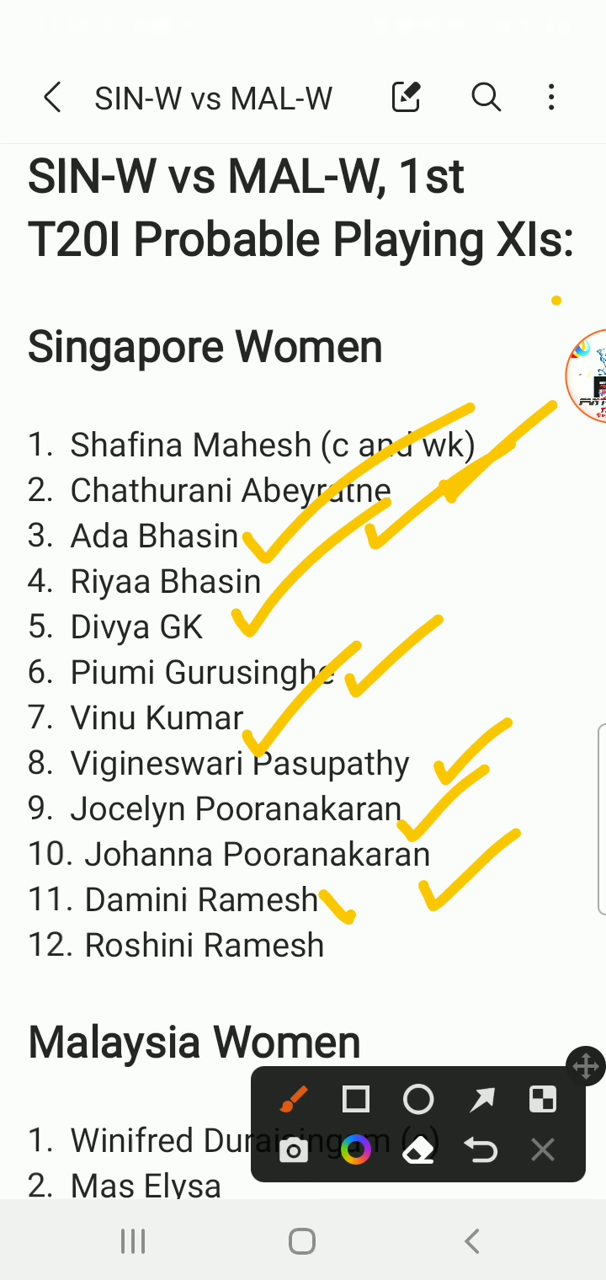 SIN-W vs MAL-W
SIN-W vs MAL-W, 1st
T20I Probable Playing XIs:
Singapore Women
1. Shafina Mahesh (c and wk)
2. Chathurani Abeyratne
3. Ada Bhasin
4. Riyaa Bhasin
5. Divya GK
6. Piumi Gurusinghe
7. Vinu Kumar
8. Vigineswari Pasupathy
9. Jocelyn Pooranakaran
10. Johanna Pooranakaran
11. Damini Ramesh
12. Roshini Ramesh
Malaysia Women
1. Winifred Duraisingam (c)
2. Mas Elysa